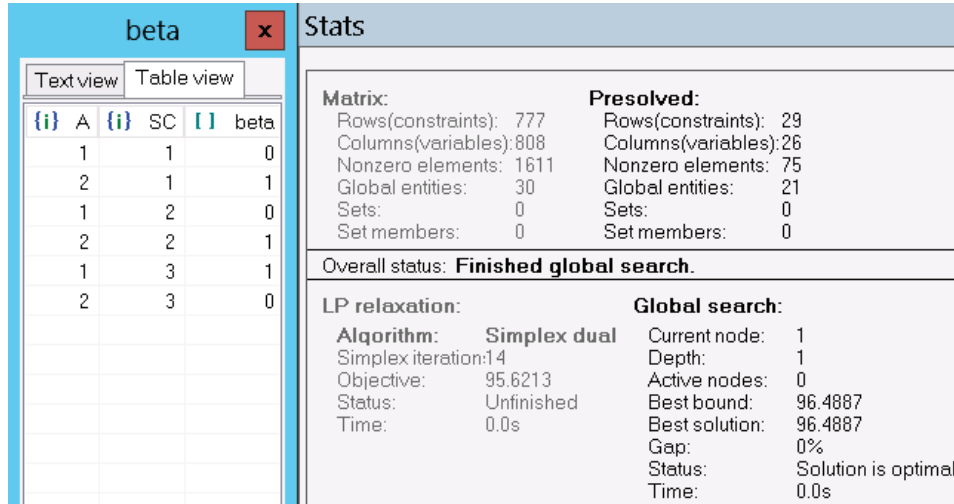 beta x
Text view Table view
{i} A {i} SC [ ] beta
1 1 0
2 1 1
1 2 0
2 2 1
1 3 1
2 3 0
Stats
Matrix: Presolved:
Rows(constraints): 777 Rows(constraints): 29
Columns(variables):808 Columns(variables):26
Nonzero elements: 1611 Nonzero elements: 75
Global entities: 30 Global entities: 21
Sets: 0 Sets: 0
Set members: 0 Set members: 0
Overall status: Finished global search.
LP relaxation: Global search:
Algorithm: Simplex dual Current node: 1
Simplex iteration:14 Depth: 1
Objective: 95.6213 Active nodes: 0
Status: Unfinished Best bound: 96.4887
Time: 0.0s Best solution: 96.4887
Gap: 0%
Status: Solution is optimal
Time: 0.0s